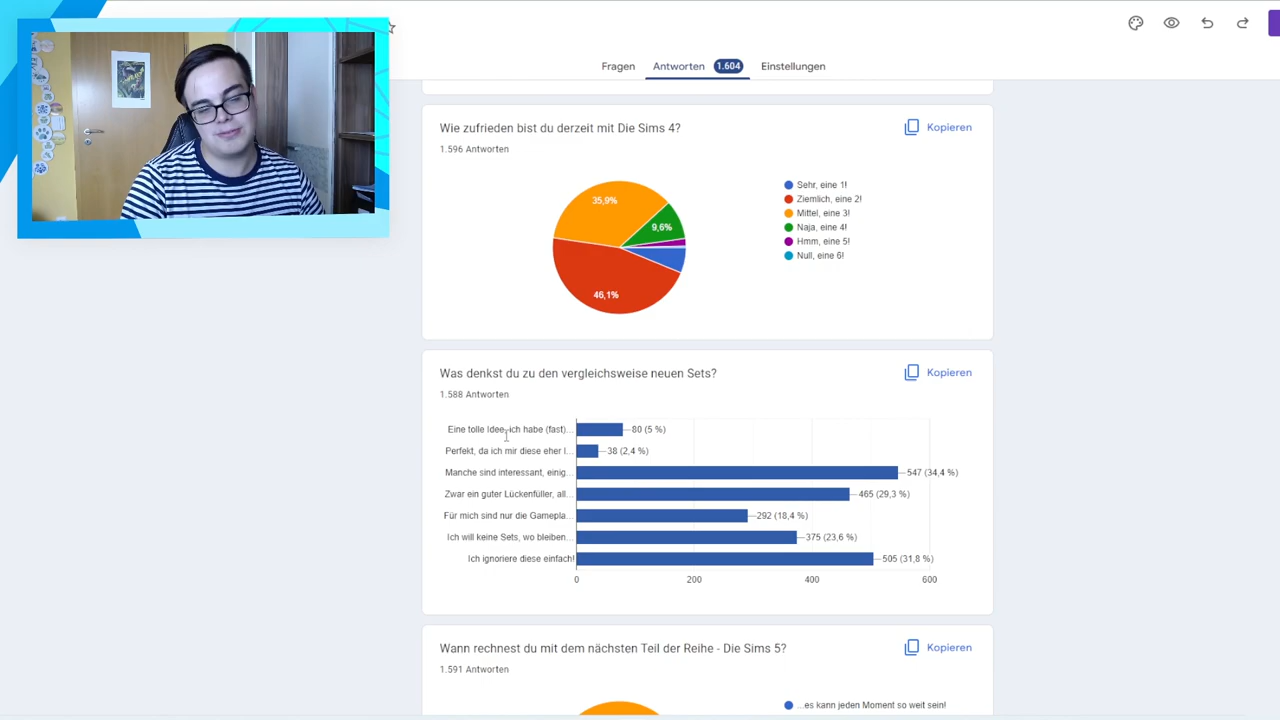 Fragen
Antworten 1.604
Einstellungen
Wie zufrieden bist du derzeit mit Die Sims 4?
Kopieren
1.596 Antworten
35,9%
9,6%
46,1%
Sehr, eine 1!
Ziemlich, eine 2!
Mittel, eine 3!
Naja, eine 4!
Hmm, eine 5!
Null, eine 6!
Was denkst du zu den vergleichsweise neuen Sets?
Kopieren
1.588 Antworten
Eine tolle Idee, ich habe (fast)... 80 (5 %)
Perfekt, da ich mir diese eher l... 38 (2,4 %)
Manche sind interessant, einig... 547 (34,4 %)
Zwar ein guter Lückenfüller, all... 465 (29,3 %)
Für mich sind nur die Gamepla... 292 (18,4 %)
Ich will keine Sets, wo bleiben... 375 (23,6 %)
Ich ignoriere diese einfach! 505 (31,8 %)
0 200 400 600
Wann rechnest du mit dem nächsten Teil der Reihe - Die Sims 5?
Kopieren
1.591 Antworten
...es kann jeden Moment so weit sein!